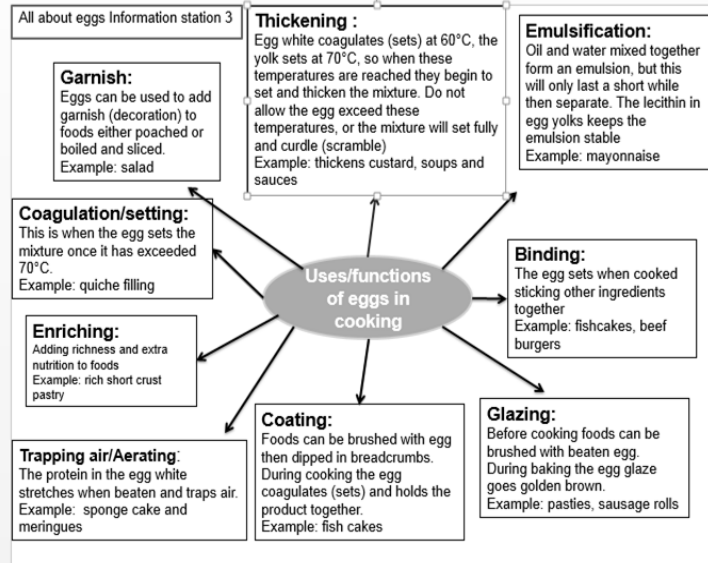 All about eggs Information station 3
Thickening:
Egg white coagulates (sets) at 60°C, the
yolk sets at 70°C, so when these
temperatures are reached they begin to
set and thicken the mixture. Do not
allow the egg exceed these
temperatures, or the mixture will set fully
and curdle (scramble)
Example: thickens custard, soups and
sauces
Emulsification:
Oil and water mixed together
form an emulsion, but this
will only last a short while
then separate. The lecithin in
egg yolks keeps the
emulsion stable
Example: mayonnaise
Garnish:
Eggs can be used to add
garnish (decoration) to
foods either poached or
boiled and sliced.
Example: salad
Coagulation/setting:
This is when the egg sets the
mixture once it has exceeded
70°C.
Example: quiche filling
Uses/functions
of eggs in
cooking
Binding:
The egg sets when cooked
sticking other ingredients
together
Example: fishcakes, beef
burgers
Enriching:
Adding richness and extra
nutrition to foods
Example: rich short crust
pastry
Trapping air/Aerating:
The protein in the egg white
stretches when beaten and traps air.
Example: sponge cake and
meringues
Coating:
Foods can be brushed with egg
then dipped in breadcrumbs.
During cooking the egg
coagulates (sets) and holds the
product together.
Example: fish cakes
Glazing:
Before cooking foods can be
brushed with beaten egg.
During baking the egg glaze
goes golden brown.
Example: pasties, sausage rolls